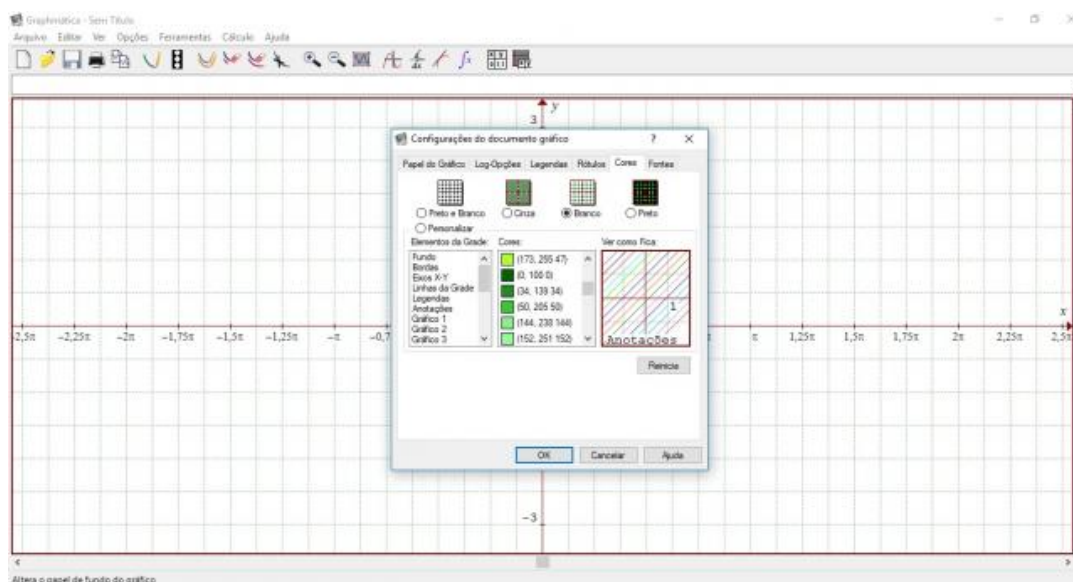 Graphmática - Sem Título
Arquivo Editar Ver Opções Ferramentas Cálculo Ajuda
y
3
Configurações do documento gráfico ? ×
Papel do Gráfico Log-Opções Legendas Rótulos Cores Fontes
Preto e Branco Cinza Branco Preto
Personalizar
Elementos da Grade: Cores: Ver como Fica:
Fundo
Bordas
Eixos X-Y
Linhas da Grade
Legendas
Anotações
Gráfico 1
Gráfico 2
Gráfico 3
(173, 255 47)
(0, 100 0)
(34, 139 34)
(50, 205 50)
(144, 238 144)
(152, 251 152)
1
Anotações
x
2,5π −2,25π −2π −1,75π −1,5π −1,25π −π −0,7 π 1,25π 1,5π 1,75π 2π 2,25π 2,5π
Reinicia
OK Cancelar Ajuda
−3
Altera o papel de fundo do gráfico